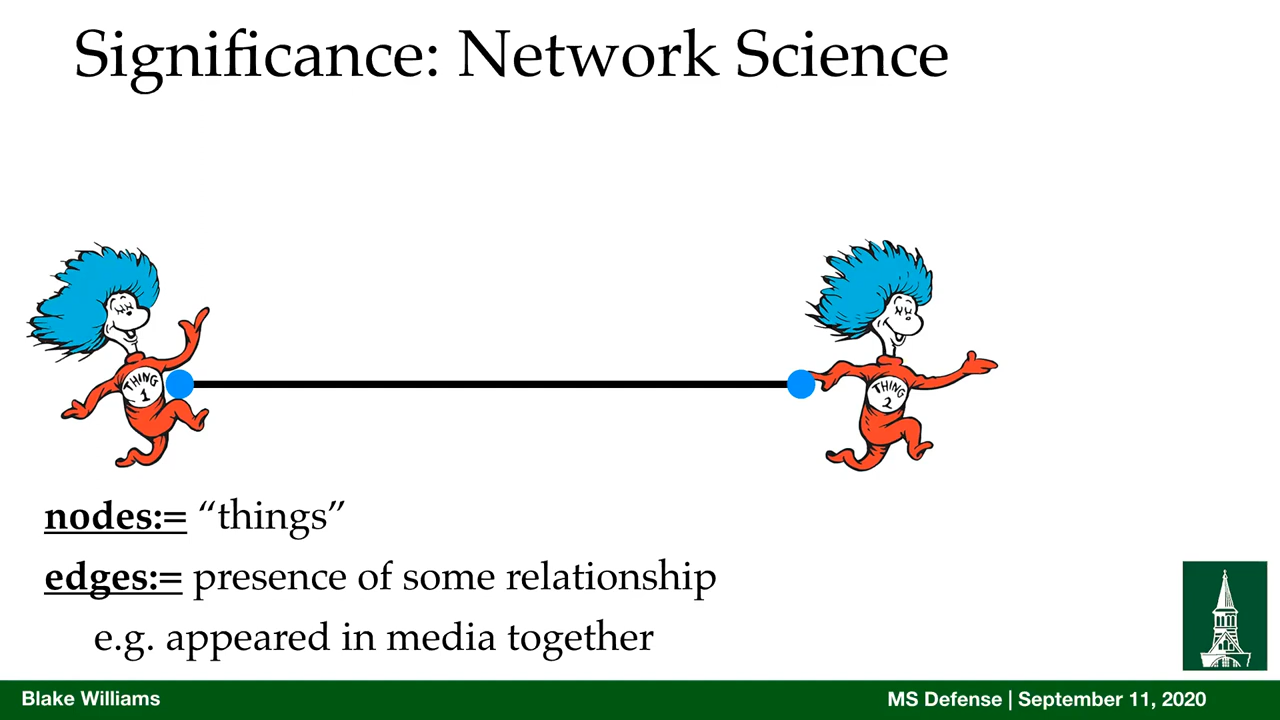 Significance: Network Science
THING
1
THING
2
nodes:= “things”
edges:= presence of some relationship
e.g. appeared in media together
Blake Williams
MS Defense | September 11, 2020